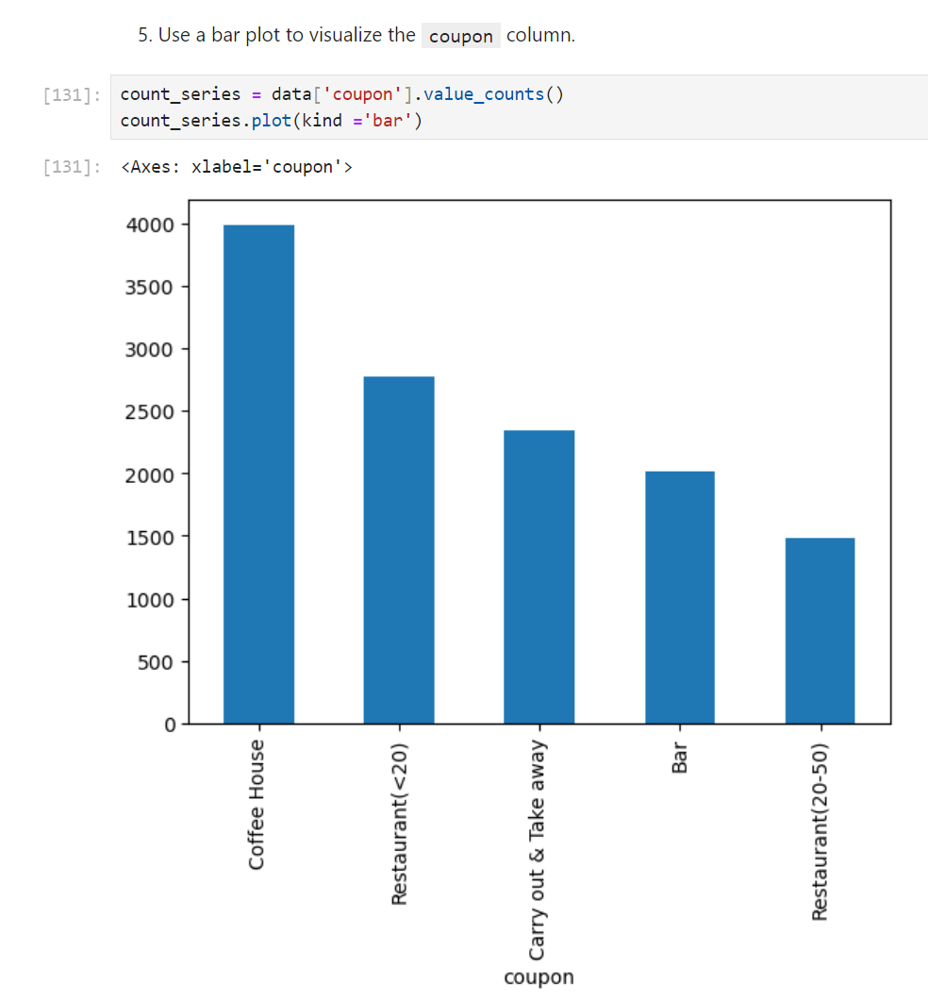 5. Use a bar plot to visualize the coupon column.
[131]: count_series = data['coupon'].value_counts()
count_series.plot(kind ='bar')
[131]: <Axes: xlabel='coupon'>
4000
3500
3000
2500
2000
1500
1000
500
0
Coffee House
Restaurant(<20)
Carry out & Take away
Bar
Restaurant(20-50)
coupon